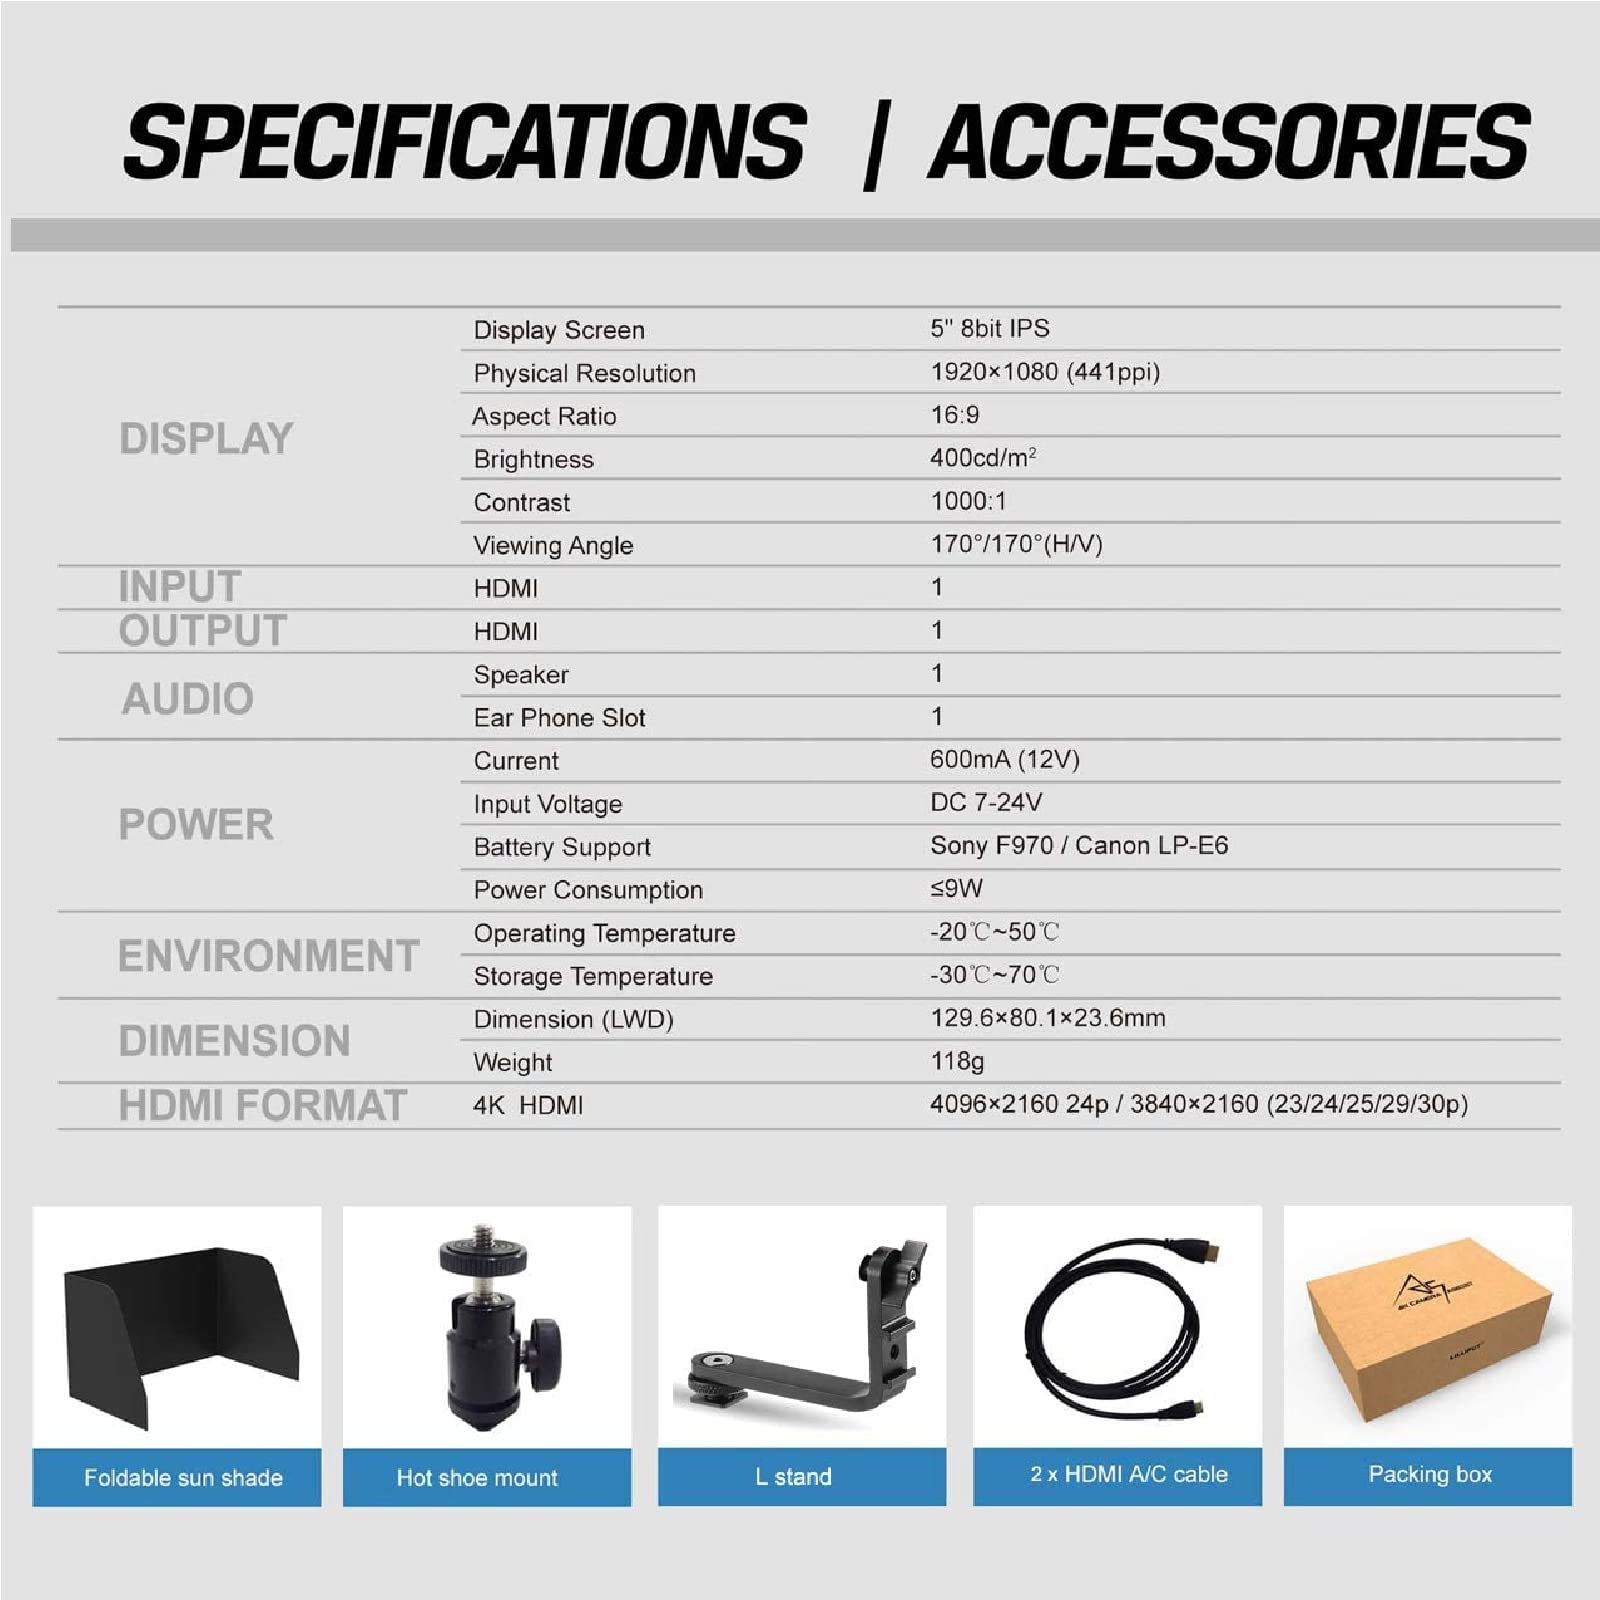 SPECIFICATIONS / ACCESSORIES
DISPLAY
Display Screen 5" 8bit IPS
Physical Resolution 1920×1080 (441ppi)
Aspect Ratio 16:9
Brightness 400cd/m²
Contrast 1000:1
Viewing Angle 170°/170°(H/V)
INPUT HDMI 1
OUTPUT HDMI 1
AUDIO
Speaker 1
Ear Phone Slot 1
POWER
Current 600mA (12V)
Input Voltage DC 7-24V
Battery Support Sony F970 / Canon LP-E6
Power Consumption ≤9W
ENVIRONMENT
Operating Temperature -20℃~50℃
Storage Temperature -30℃~70℃
DIMENSION
Dimension (LWD) 129.6×80.1×23.6mm
Weight 118g
HDMI FORMAT 4K HDMI 4096×2160 24p / 3840×2160 (23/24/25/29/30p)
LILLIPUT
Foldable sun shade
Hot shoe mount
L stand
2 x HDMI A/C cable
Packing box